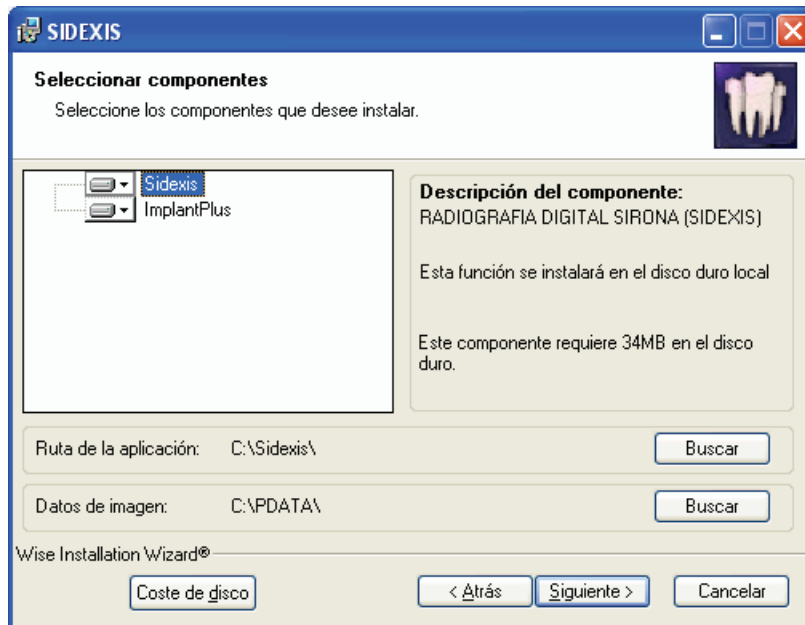 SIDEXIS
Seleccionar componentes
Seleccione los componentes que desee instalar.
Sidexis
ImplantPlus
Descripción del componente:
RADIOGRAFIA DIGITAL SIRONA (SIDEXIS)
Esta función se instalará en el disco duro local
Este componente requiere 34MB en el disco
duro.
Ruta de la aplicación: C:\Sidexis\ Buscar
Datos de imagen: C:\PDATA\ Buscar
Wise Installation Wizard®
Coste de disco < Atrás Siguiente > Cancelar